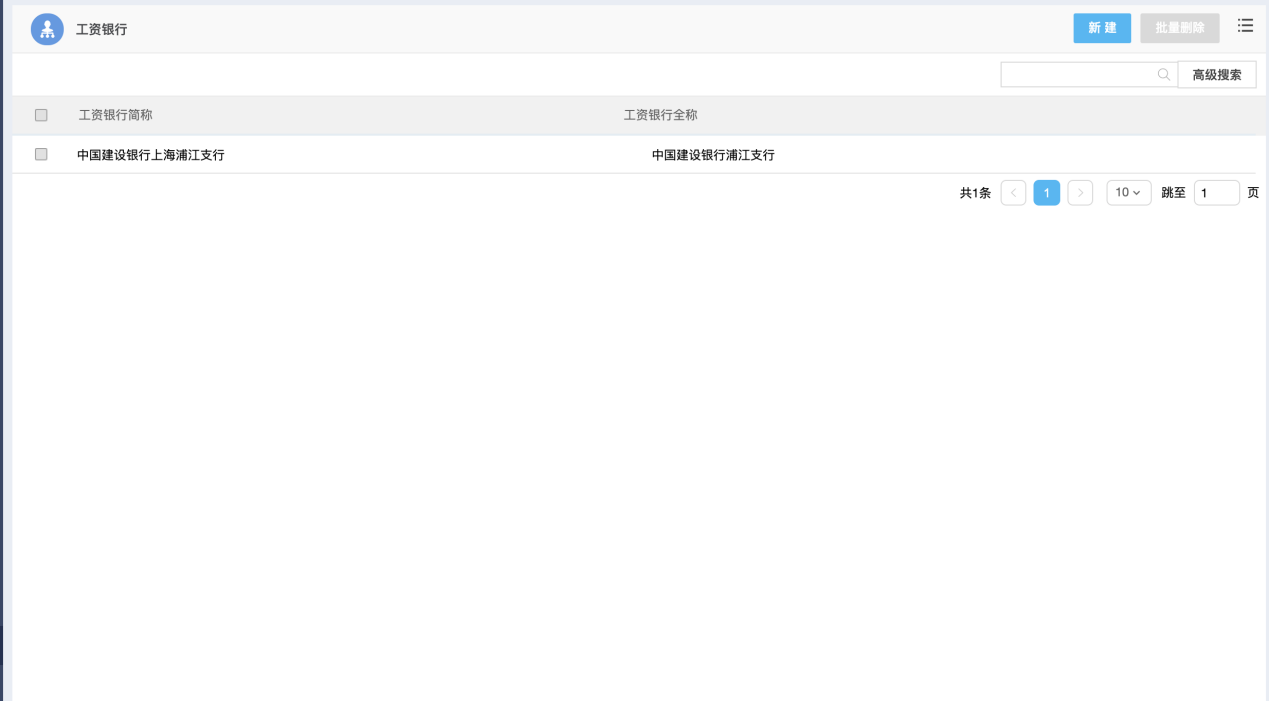 工资银行 新 建 批量删除
高级搜索
工资银行简称 工资银行全称
中国建设银行上海浦江支行 中国建设银行浦江支行
共1条 < 1 > 10 跳至 1 页